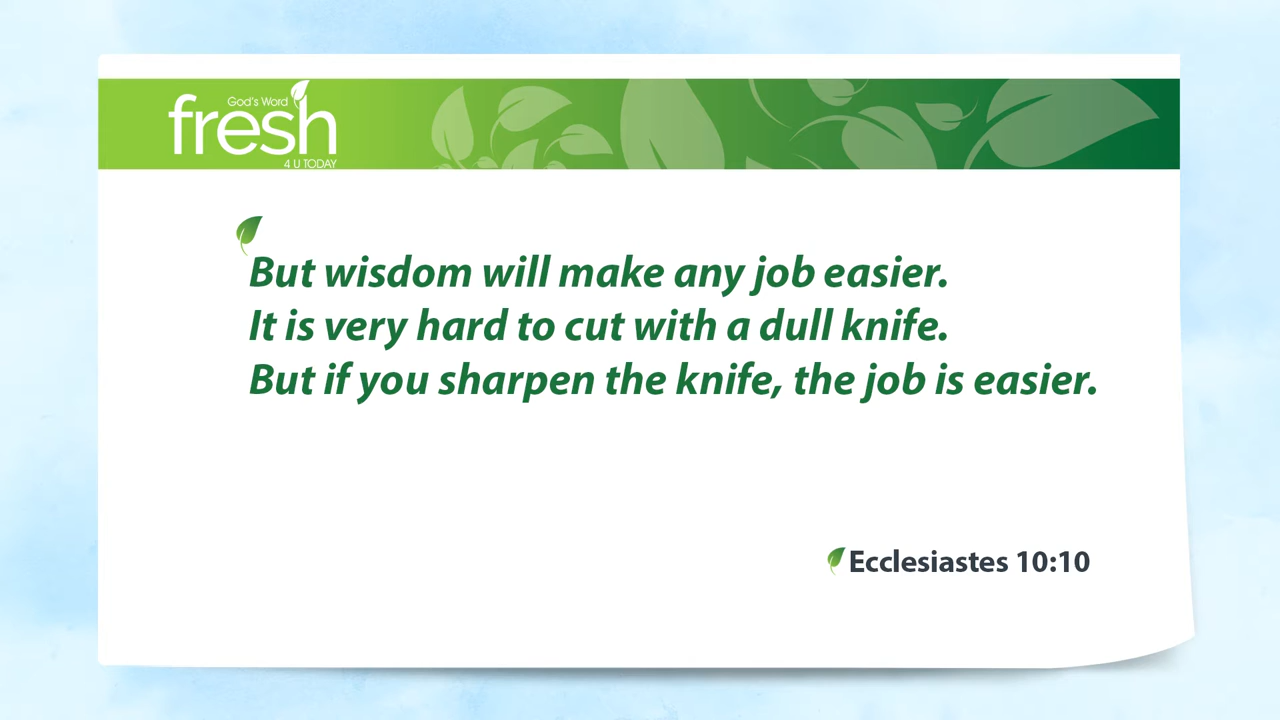 God's Word
fresh
4 U TODAY
But wisdom will make any job easier.
It is very hard to cut with a dull knife.
But if you sharpen the knife, the job is easier.
Ecclesiastes 10:10